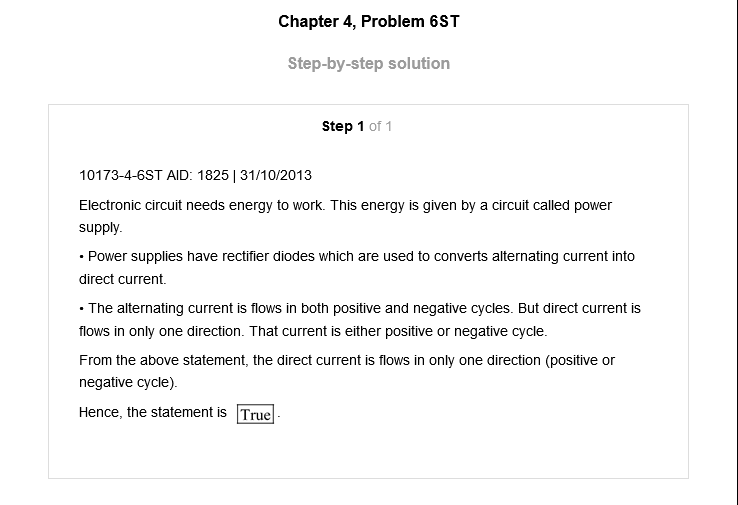 Chapter 4, Problem 6ST
Step-by-step solution
Step 1 of 1
10173-4-6ST AID: 1825 | 31/10/2013
Electronic circuit needs energy to work. This energy is given by a circuit called power
supply.
• Power supplies have rectifier diodes which are used to converts alternating current into
direct current.
• The alternating current is flows in both positive and negative cycles. But direct current is
flows in only one direction. That current is either positive or negative cycle.
From the above statement, the direct current is flows in only one direction (positive or
negative cycle).
Hence, the statement is True.